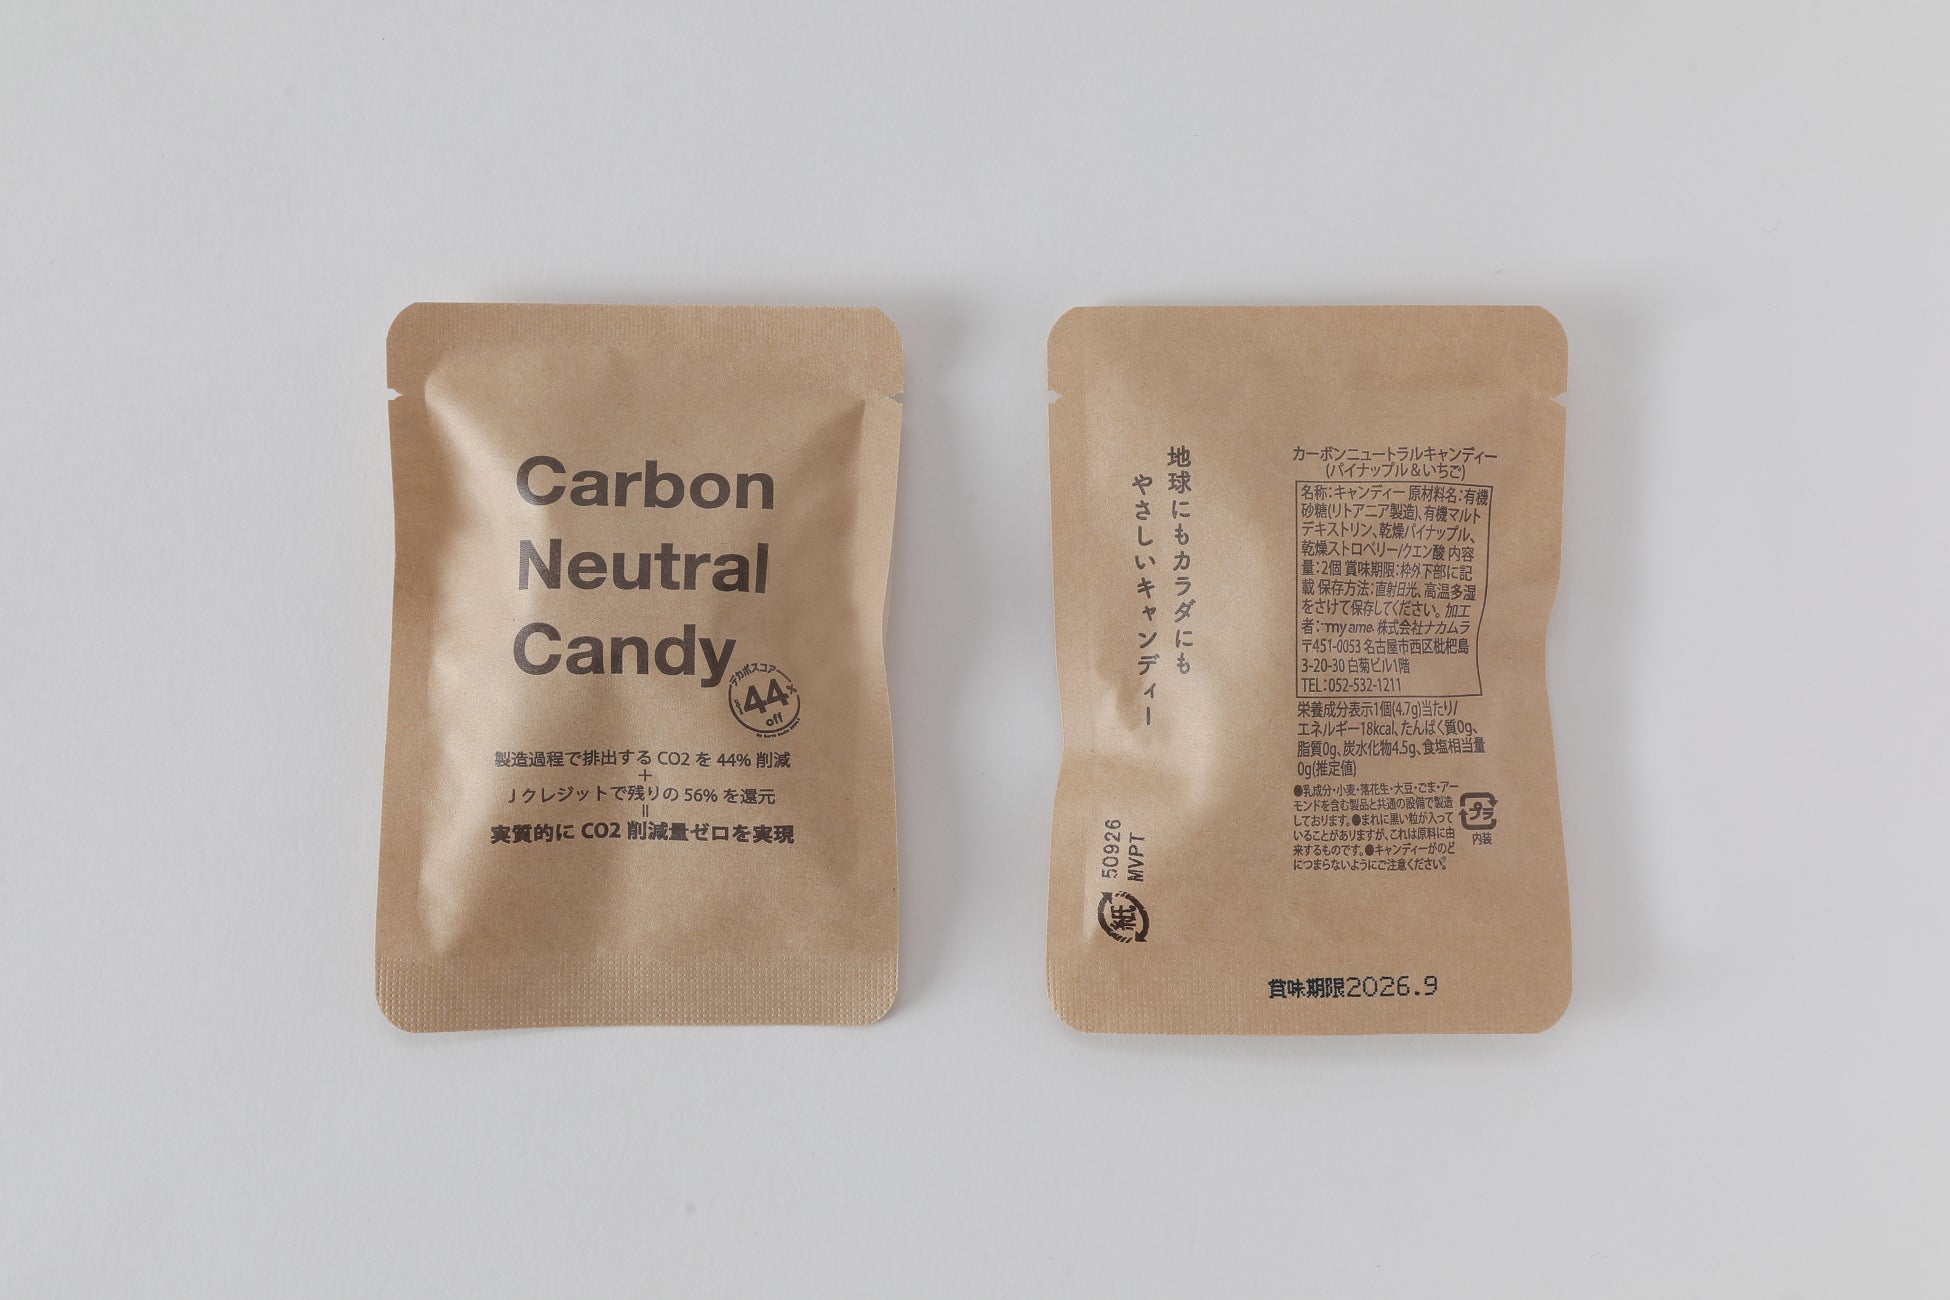 Carbon
Neutral
Candy
デカボスコアー
44%
off
製造過程で排出する CO2 を 44% 削減
+
Jクレジットで残りの 56% を還元
=
実質的に CO2 削減量ゼロを実現
地球にもカラダにも
やさしいキャンディー
50926
MVPT
紙
カーボンニュートラルキャンディー
(パイナップル&いちご)
名称:キャンディー 原材料名:有機
砂糖(リトアニア製造)、有機マルト
デキストリン、乾燥パイナップル、
乾燥ストロベリー/クエン酸 内容
量:2個 賞味期限:枠外下部に記
載 保存方法:直射日光、高温多湿
をさけて保存してください。加工
者:my ame. 株式会社ナカムラ
〒451-0053 名古屋市西区枇杷島
3-20-30 白菊ビル1階
TEL:052-532-1211
栄養成分表示1個(4.7g)当たり/
エネルギー18kcal、たんぱく質0g、
脂質0g、炭水化物4.5g、食塩相当量
0g(推定値)
●乳成分・小麦・落花生・大豆・ごま・アー
モンドを含む製品と共通の設備で製造
しております。●まれに黒い粒が入って
いることがありますが、これは原料に由
来するものです。●キャンディーがのど
につまらないようにご注意ください。
プラ
内装
賞味期限2026.9